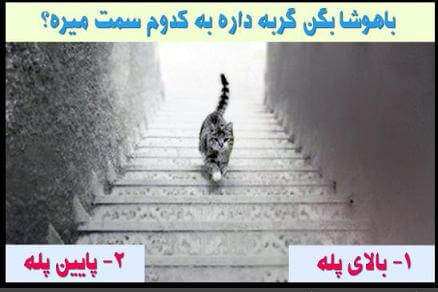 باهوشا بگن گربه داره به کدوم سمت میره؟
۱- بالای پله
۲- پایین پله